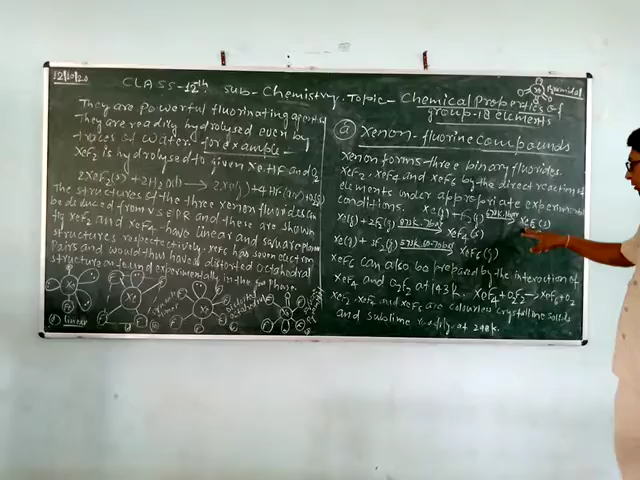 12/10/20
CLASS-12th Sub- Chemistry. Topic- Chemical Properties of
group-18 elements
Pyramidal
They are powerful fluorinating agents
They are readily hydrolysed even by
traces of water for example-
XeF2 is hydrolysed to given Xe, HF and O2
2XeF2(s) + 2H2O(l) → 2Xe(g) + 4HF(aq) + O2(g)
The structures of the three xenon fluorides can
be deduced from VSEPR and these are shown
XeF2 and XeF4 have linear and square planar
structures respectively. XeF6 has seven electron
Pairs and would thus have a distorted octahedral
structure as found experimentally in the gas phase.
(a) linear
Distorted
octahedral
(a) Xenon-fluorine Compounds
Xenon forms three binary fluorides
XeF2, XeF4 and XeF6 by the direct reaction of
elements under appropriate experimental
conditions. Xe(g) + F2(g) XeF2(s)
Xe(g) + 2F2(g) 873K, 7bar XeF4(s)
Xe(g) + 3F2(g) 573K, 60-70bar XeF6(s)
XeF6 can also be prepared by the interaction of
XeF4 and O2F2 at 143K. XeF4 + O2F2 → XeF6 + O2
XeF2, XeF4 and XeF6 are colourless crystalline solids
and sublime readily at 298K.